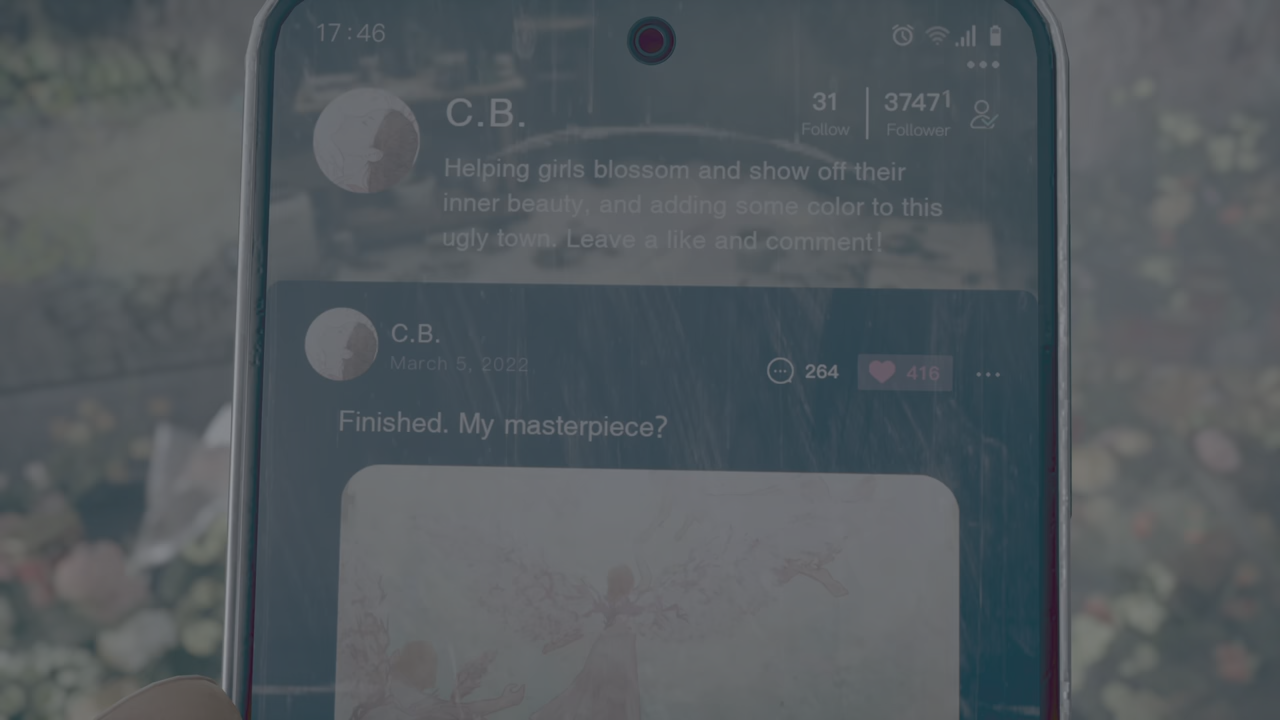 17:46
C.B.
31
Follow
37471
Follower
Helping girls blossom and show off their
inner beauty, and adding some color to this
ugly town. Leave a like and comment!
C.B.
March 5, 2022
264
416
Finished. My masterpiece?